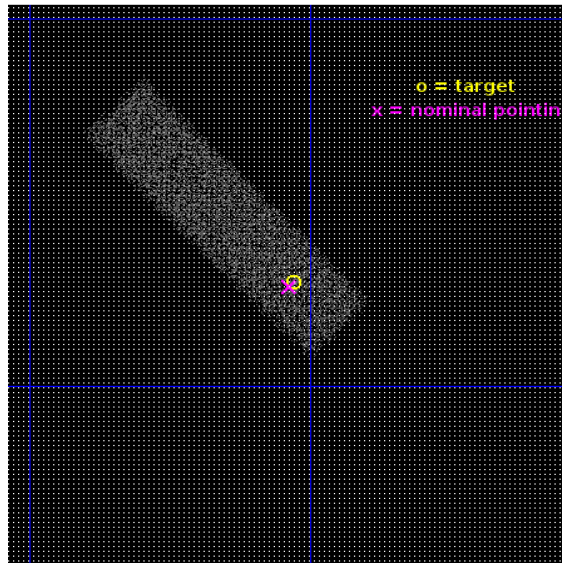 o = target
x = nominal pointin